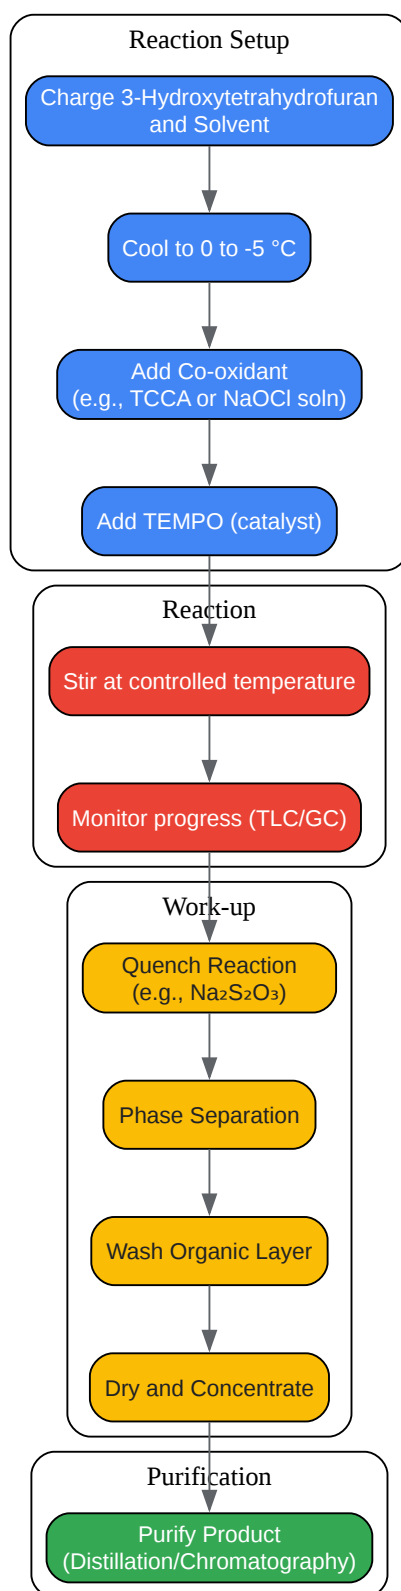 Reaction Setup
Charge 3-Hydroxytetrahydrofuran
and Solvent
Cool to 0 to -5 °C
Add Co-oxidant
(e.g., TCCA or NaOCl soln)
Add TEMPO (catalyst)
Reaction
Stir at controlled temperature
Monitor progress (TLC/GC)
Work-up
Quench Reaction
(e.g., Na₂S₂O₃)
Phase Separation
Wash Organic Layer
Dry and Concentrate
Purification
Purify Product
(Distillation/Chromatography)